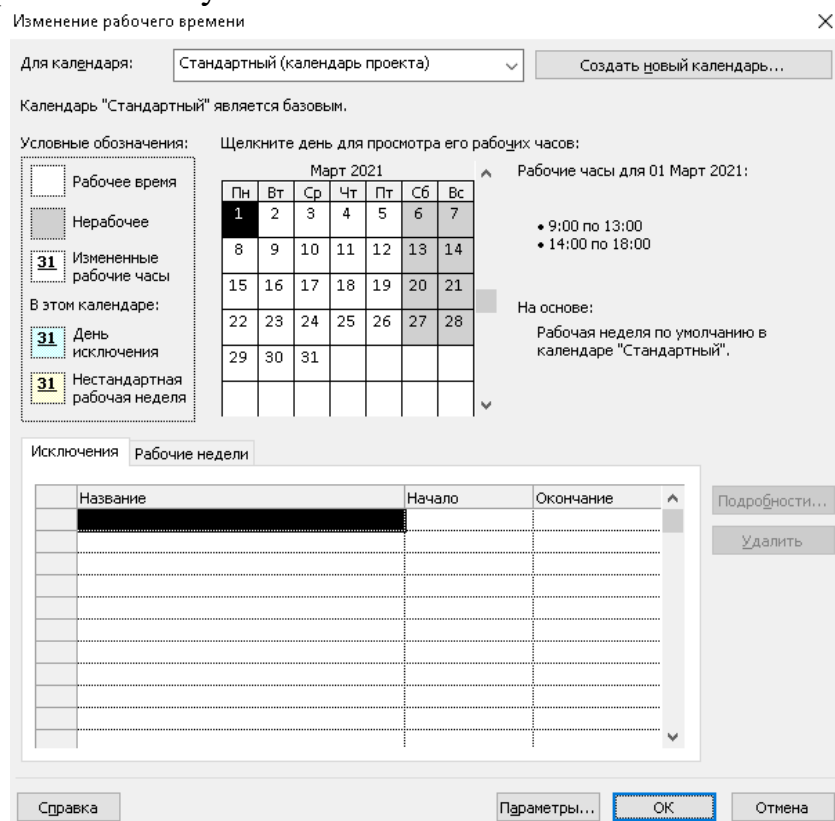 Изменение рабочего времени
Для календаря: Стандартный (календарь проекта) Создать новый календарь...
Календарь "Стандартный" является базовым.
Условные обозначения:
Рабочее время
Нерабочее
31 Измененные
рабочие часы
В этом календаре:
31 День
исключения
31 Нестандартная
рабочая неделя
Щелкните день для просмотра его рабочих часов:
Март 2021
Пн Вт Ср Чт Пт Сб Вс
1 2 3 4 5 6 7
8 9 10 11 12 13 14
15 16 17 18 19 20 21
22 23 24 25 26 27 28
29 30 31
Рабочие часы для 01 Март 2021:
• 9:00 по 13:00
• 14:00 по 18:00
На основе:
Рабочая неделя по умолчанию в
календаре "Стандартный".
Исключения Рабочие недели
Название Начало Окончание
Подробности...
Удалить
Справка Параметры... ОК Отмена